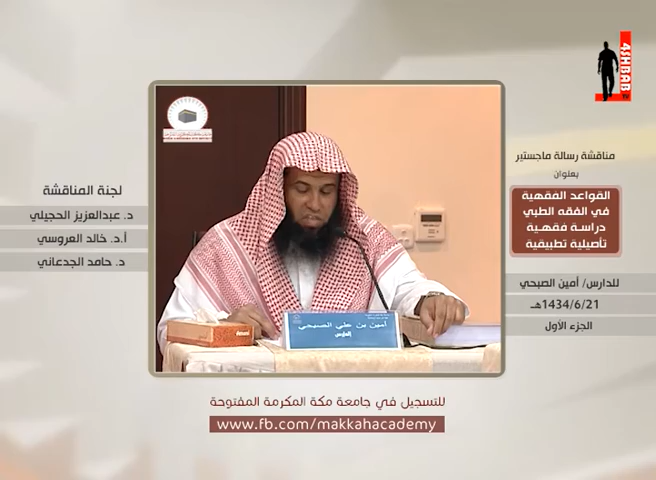 4SHBAB
TV
مناقشة رسالة ماجستير
بعنوان
القواعد الفقهية
في الفقه الطبي
دراسة فقهية
تأصيلية تطبيقية
للدارس/ أمين الصبحي
1434/6/21هـ
الجزء الأول
لجنة المناقشة
د. عبدالعزيز الحجيلي
أ.د. خالد العروسي
د. حامد الجدعاني
أمين بن علي الصبحي
الدارس
للتسجيل في جامعة مكة المكرمة المفتوحة
www.fb.com/makkahacademy